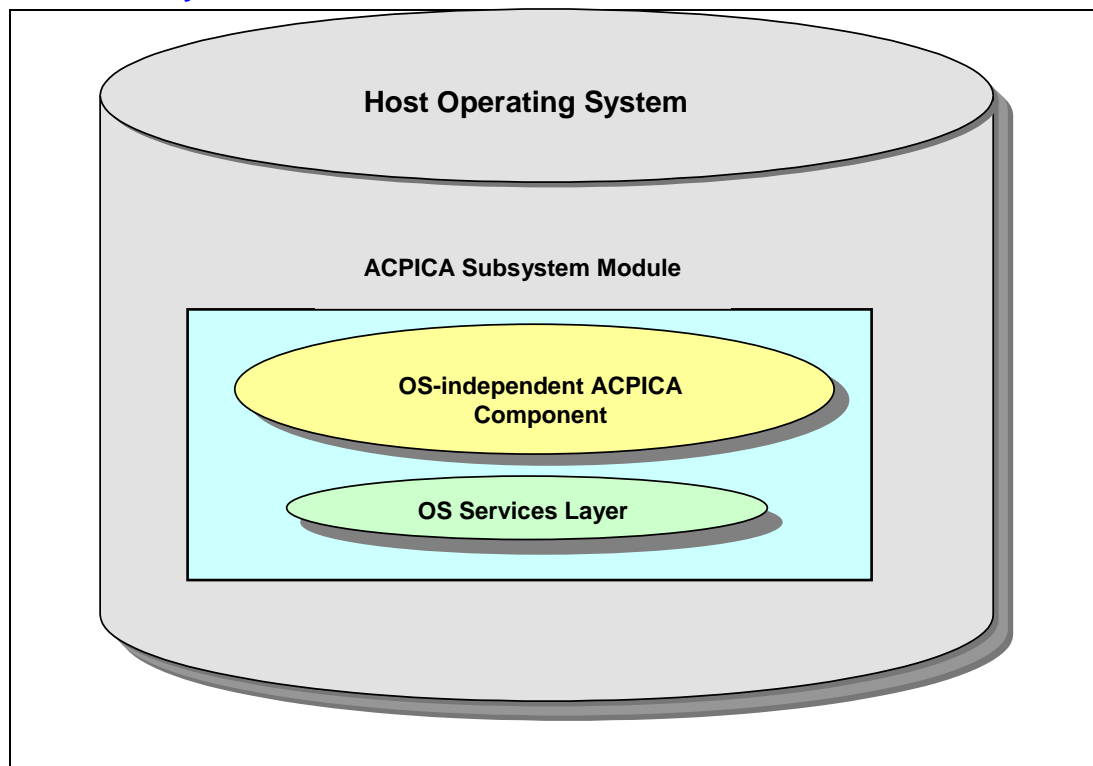 Host Operating System
ACPICA Subsystem Module
OS-independent ACPICA
Component
OS Services Layer